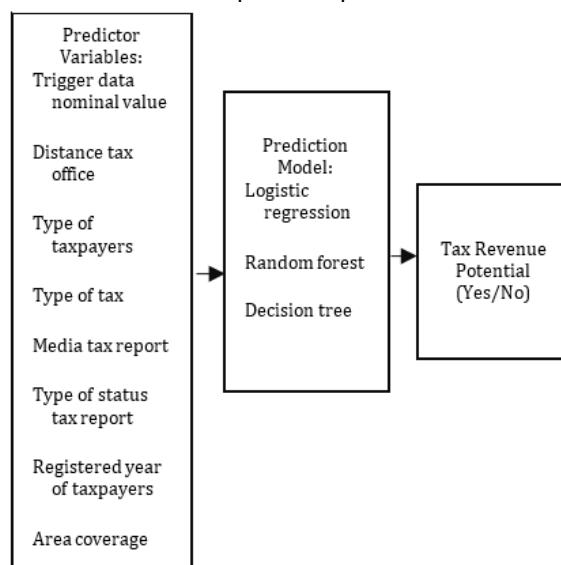 Predictor
Variables:
Trigger data
nominal value
Distance tax
office
Type of
taxpayers
Type of tax
Media tax report
Type of status
tax report
Registered year
of taxpayers
Area coverage
Prediction
Model:
Logistic
regression
Random forest
Decision tree
Tax Revenue
Potential
(Yes/No)